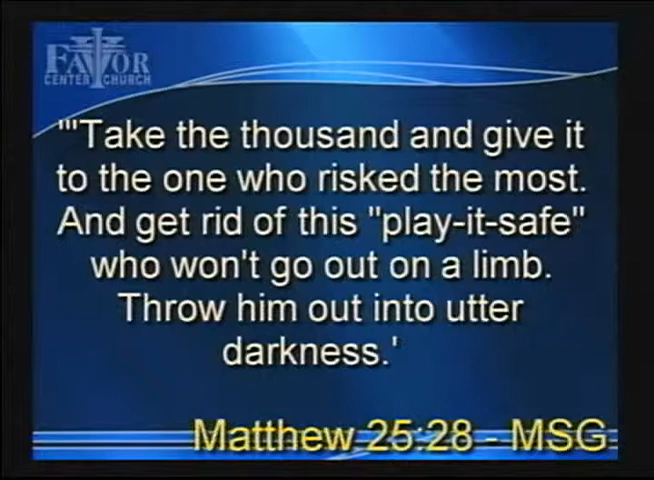 FAVOR
CENTER CHURCH
"'Take the thousand and give it
to the one who risked the most.
And get rid of this "play-it-safe"
who won't go out on a limb.
Throw him out into utter
darkness.'
Matthew 25:28 - MSG